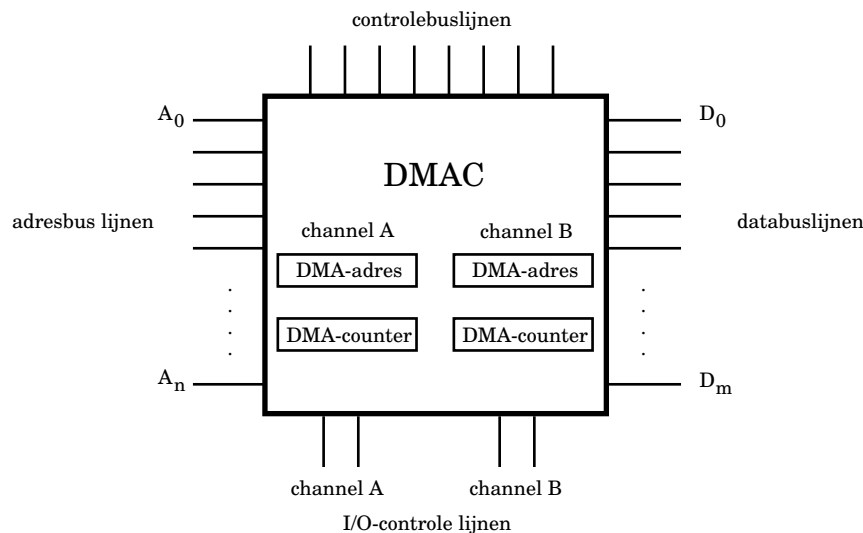 controlebuslijnen
A0
D0
DMAC
adresbus lijnen
databuslijnen
channel A
channel B
DMA-adres
DMA-adres
DMA-counter
DMA-counter
An
Dm
channel A
channel B
I/O-controle lijnen